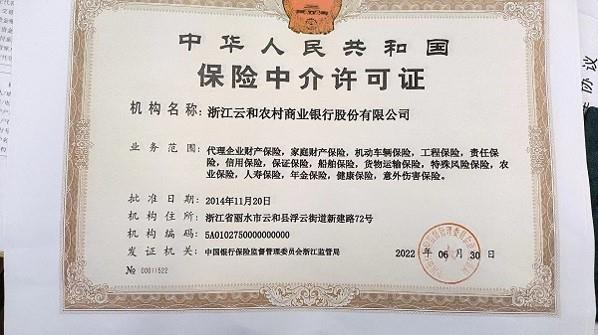 中华人民共和国
保险中介许可证
机构名称:浙江云和农村商业银行股份有限公司
业务范围:代理企业财产保险，家庭财产保险，机动车辆保险，工程保险，责任保
险，信用保险，保证保险，船舶保险，货物运输保险，特殊风险保险，农
业保险，人寿保险，年金保险，健康保险，意外伤害保险。
批准日期:2014年11月20日
机构住所:浙江省丽水市云和县浮云街道新建路72号
机构编码:5A0102750000000000
发证机关:中国银行保险监督管理委员会浙江监管局
2022 年 06 月 30 日
№ 00011522
协议